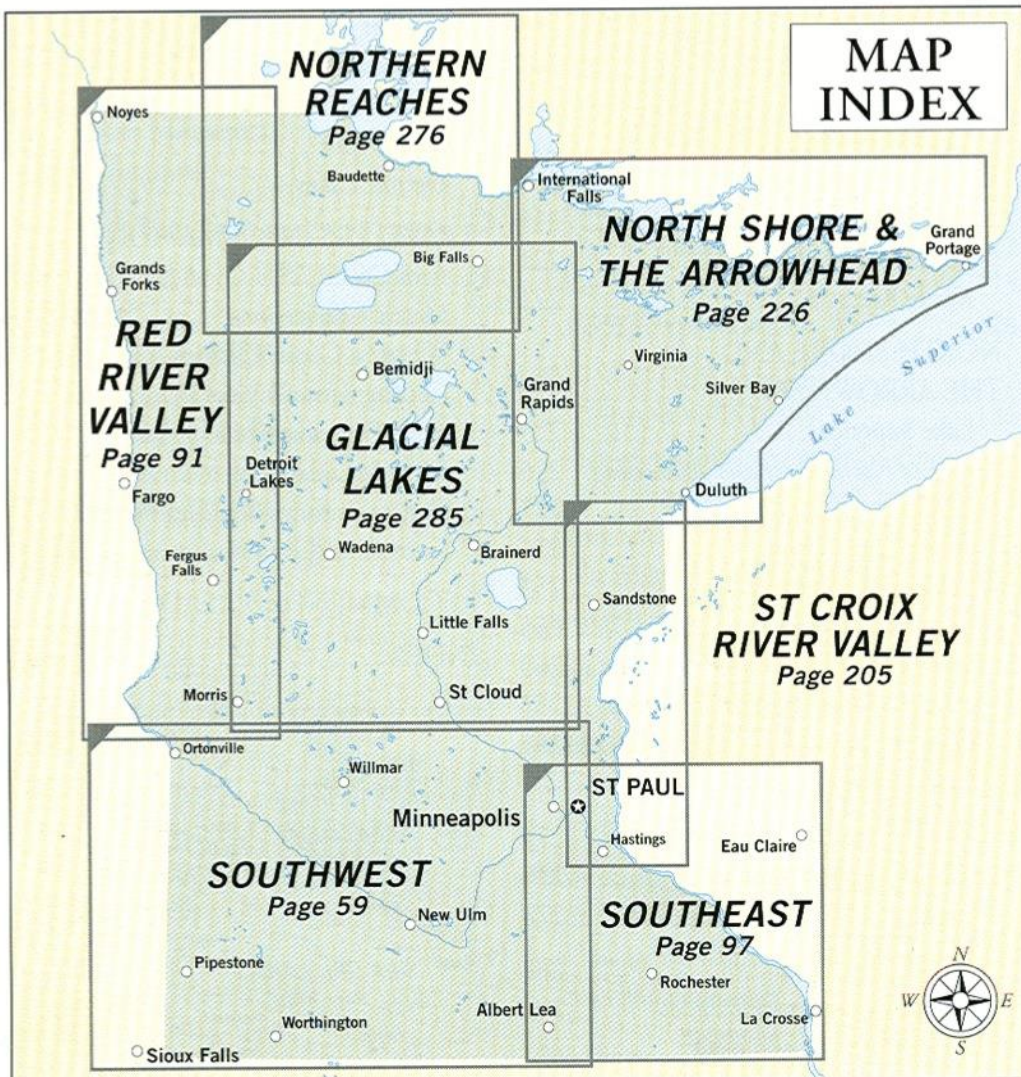 MAP
INDEX
NORTHERN
REACHES
Page 276
Noyes
Baudette
International
Falls
NORTH SHORE &
THE ARROWHEAD
Page 226
Grand
Portage
Big Falls
Grands
Forks
RED
RIVER
VALLEY
Page 91
Bemidji
Virginia
Silver Bay
Lake Superior
Grand
Rapids
GLACIAL
LAKES
Page 285
Detroit
Lakes
Fargo
Duluth
Wadena
Brainerd
Fergus
Falls
Sandstone
ST CROIX
RIVER VALLEY
Page 205
Little Falls
Morris
St Cloud
Ortonville
Willmar
ST PAUL
Minneapolis
Hastings
Eau Claire
SOUTHWEST
Page 59
New Ulm
SOUTHEAST
Page 97
Pipestone
Rochester
Albert Lea
La Crosse
Worthington
Sioux Falls
N
W
E
S